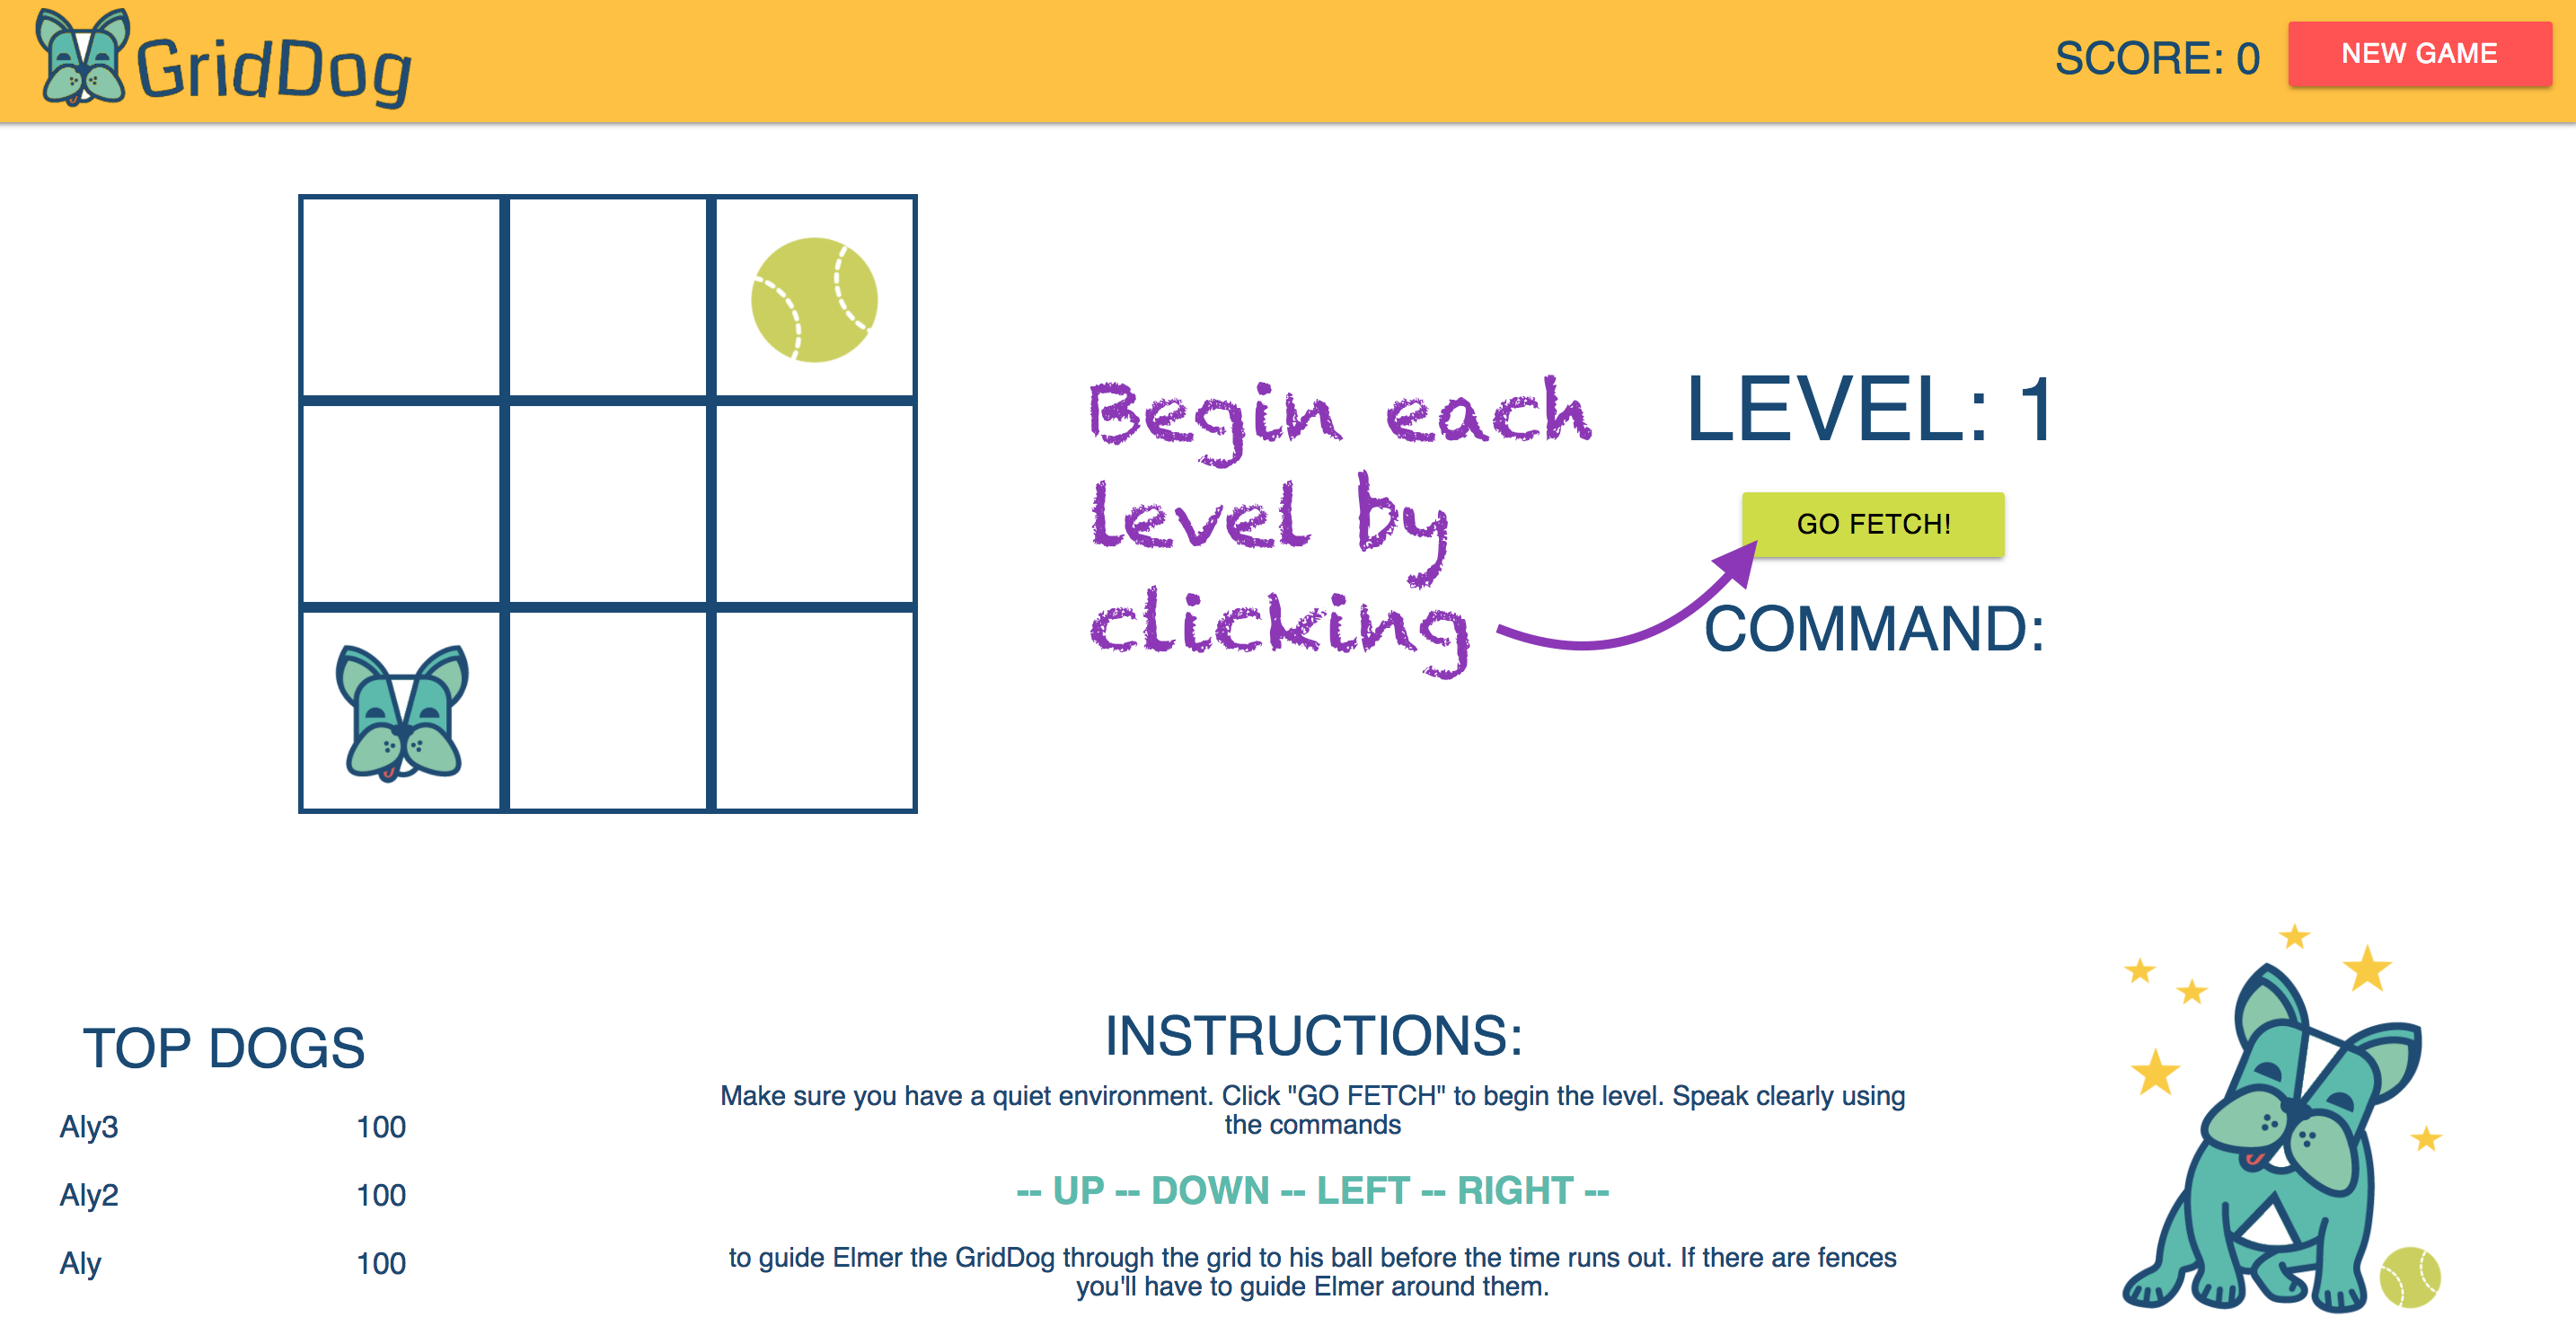 GridDog
SCORE: 0
NEW GAME
Begin each
level by
clicking
LEVEL: 1
GO FETCH!
COMMAND:
TOP DOGS
Aly3 100
Aly2 100
Aly 100
INSTRUCTIONS:
Make sure you have a quiet environment. Click "GO FETCH" to begin the level. Speak clearly using
the commands
-- UP -- DOWN -- LEFT -- RIGHT --
to guide Elmer the GridDog through the grid to his ball before the time runs out. If there are fences
you'll have to guide Elmer around them.